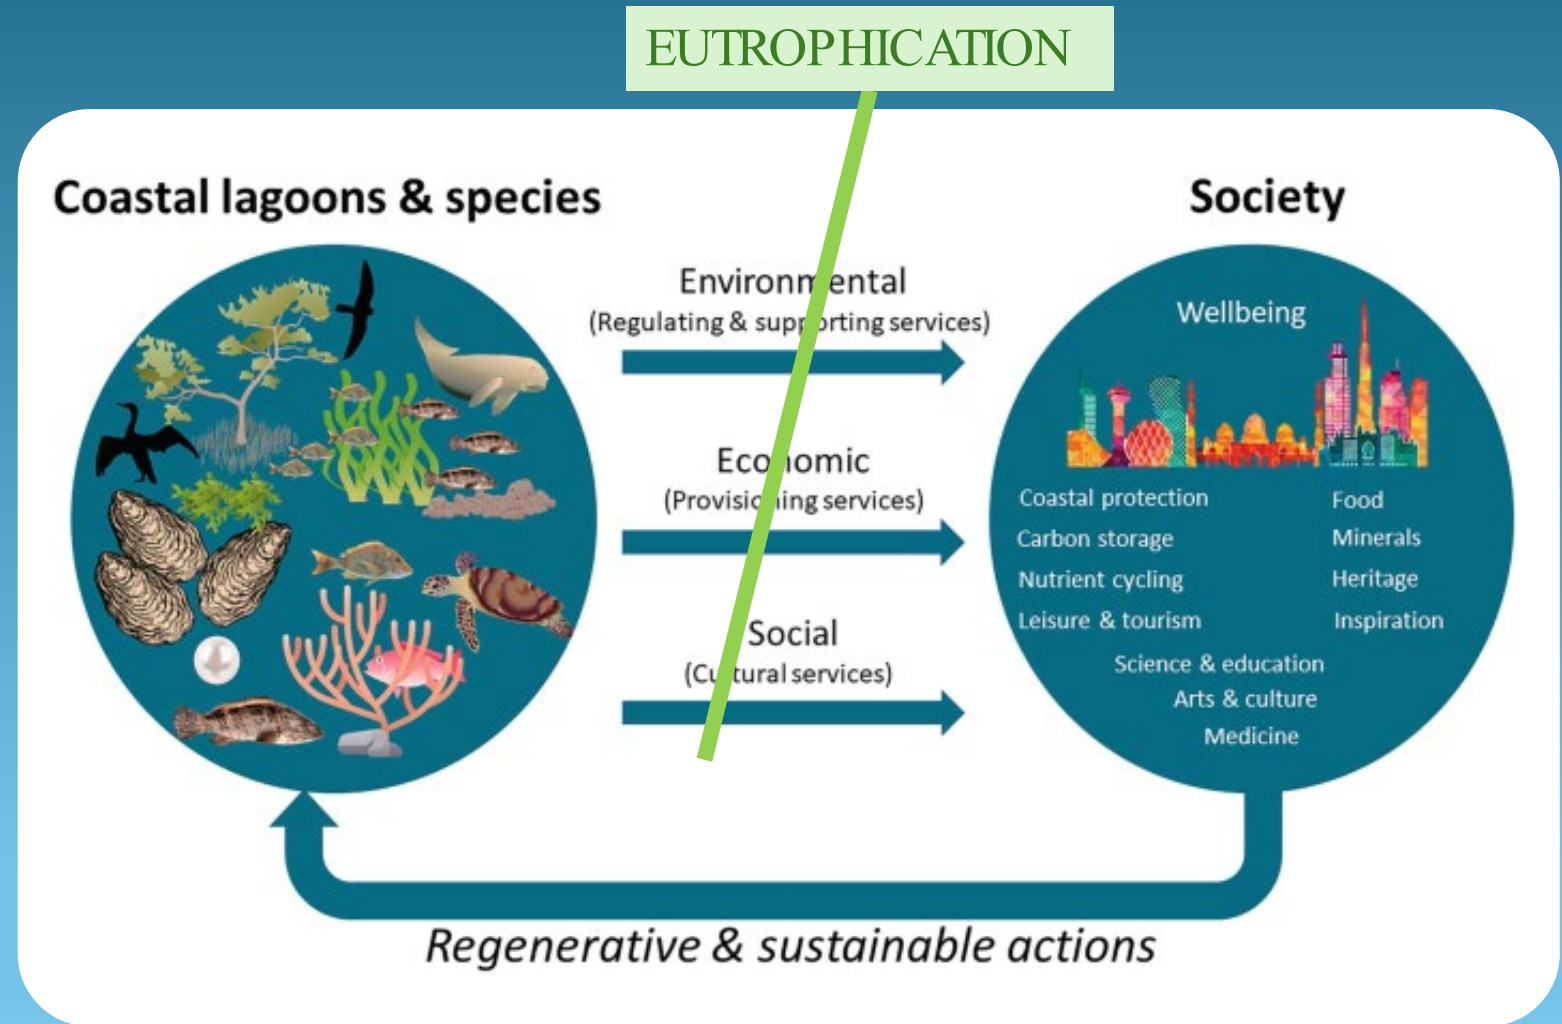 EUTROPHICATION
Coastal lagoons & species
Society
Environmental
(Regulating & supporting services)
Economic
(Provisioning services)
Social
(Cultural services)
Wellbeing
Coastal protection
Food
Carbon storage
Minerals
Nutrient cycling
Heritage
Leisure & tourism
Inspiration
Science & education
Arts & culture
Medicine
Regenerative & sustainable actions